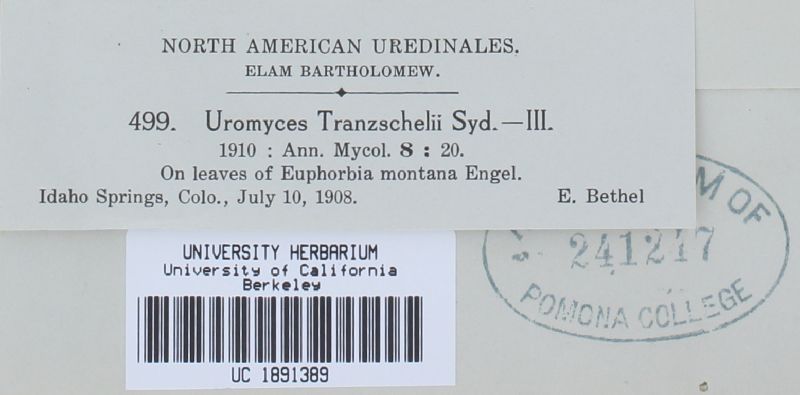 NORTH AMERICAN UREDINALES.
ELAM BARTHOLOMEW.
499. Uromyces Tranzschelii Syd.—III.
1910 : Ann. Mycol. 8 : 20.
On leaves of Euphorbia montana Engel.
Idaho Springs, Colo., July 10, 1908. E. Bethel
UNIVERSITY HERBARIUM
University of California
Berkeley
UC 1891389
M OF
241247
POMONA COLLEGE